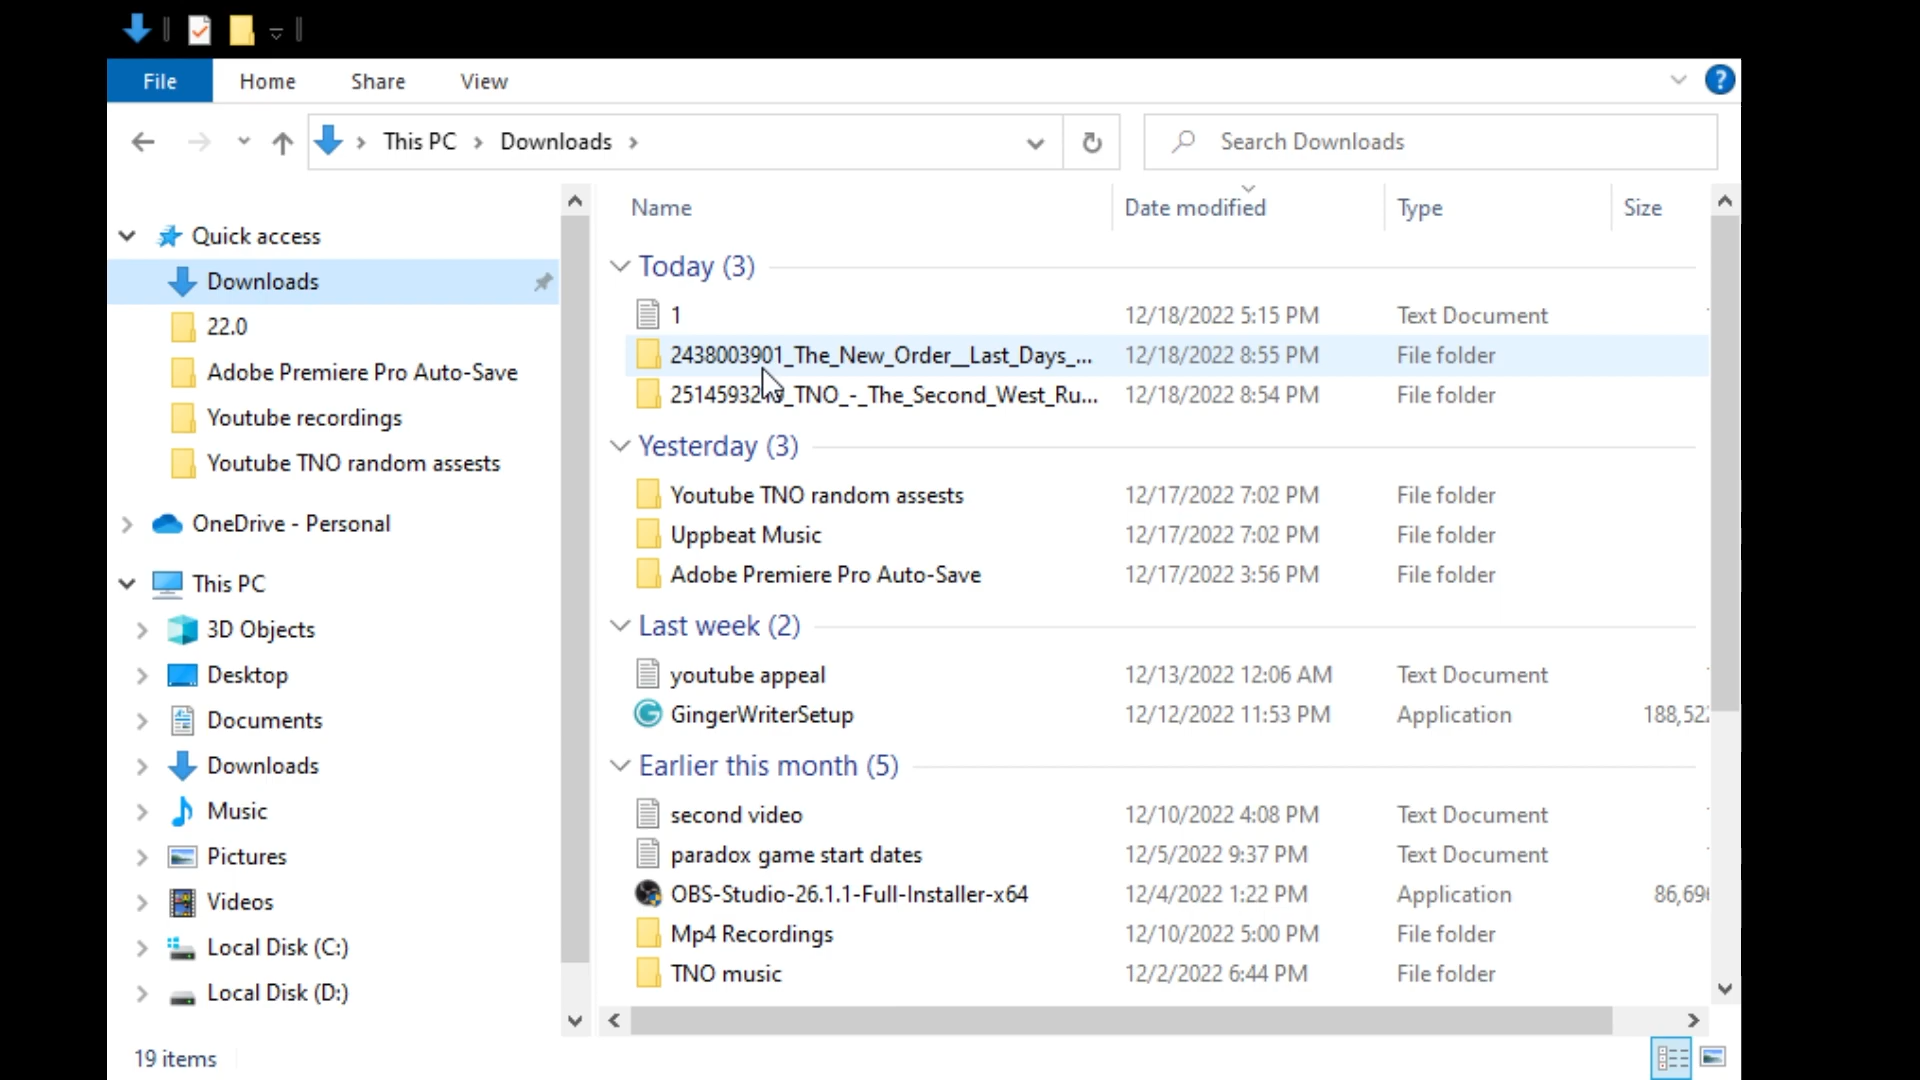 File Home Share View ?
This PC > Downloads >
Search Downloads
Name Date modified Type Size
Quick access
Downloads
22.0
Adobe Premiere Pro Auto-Save
Youtube recordings
Youtube TNO random assests
OneDrive - Personal
This PC
3D Objects
Desktop
Documents
Downloads
Music
Pictures
Videos
Local Disk (C:)
Local Disk (D:)
Today (3)
1 12/18/2022 5:15 PM Text Document
2438003901_The_New_Order__Last_Days_... 12/18/2022 8:55 PM File folder
12/18/2022 8:54 PM File folder
Yesterday (3)
Youtube TNO random assests 12/17/2022 7:02 PM File folder
Uppbeat Music 12/17/2022 7:02 PM File folder
Adobe Premiere Pro Auto-Save 12/17/2022 3:56 PM File folder
Last week (2)
youtube appeal 12/13/2022 12:06 AM Text Document
GingerWriterSetup 12/12/2022 11:53 PM Application
Earlier this month (5)
second video 12/10/2022 4:08 PM Text Document
paradox game start dates 12/5/2022 9:37 PM Text Document
OBS-Studio-26.1.1-Full-Installer-x64 12/4/2022 1:22 PM Application
Mp4 Recordings 12/10/2022 5:00 PM File folder
TNO music 12/2/2022 6:44 PM File folder
19 items